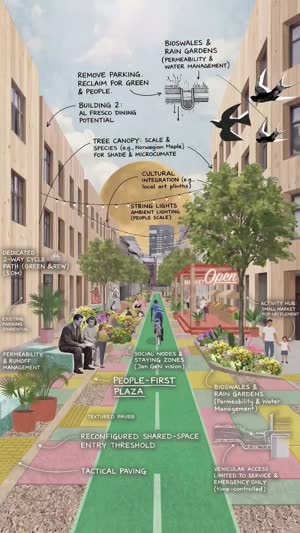 BIOSWALES &
RAIN GARDENS
(PERMEABILITY &
WATER MANAGEMENT)
REMOVE PARKING.
RECLAIM FOR GREEN
& PEOPLE.
BUILDING 2:
AL FRESCO DINING
POTENTIAL
TREE CANOPY: SCALE &
SPECIES (e.g., Norwegian Maple)
FOR SHADE & MICROCUMATE
CULTURAL
INTEGRATION (e.g.,
local art plinths)
STRING LIGHTS
AMBIENT LIGHTING
(PEOPLE SCALE)
DEDICATED
2-WAY CYCLE
PATH (GREEN &REW)
(3.0M)
MARKET
Open
EXISTING
PARKING
ACTIVITY HUB
SMALL MARKET
PERMEABILITY
& RUNOFF
MANAGEMENT
SOCIAL NODES &
STAYING ZONES
(Jan Gehl vision)
PEOPLE-FIRST
PLAZA
BIOSWALES &
RAIN GARDENS
(Permeability & water
Management)
TEXTURED PAVIDS
RECONFIGURED SHARED-SPACE
ENTRY THRESHOLD
TACTICAL PAVING
VEHICULAR ACCESS
LIMITED TO SERVICE &
EMERGENCY ONLY
(time-controlled)